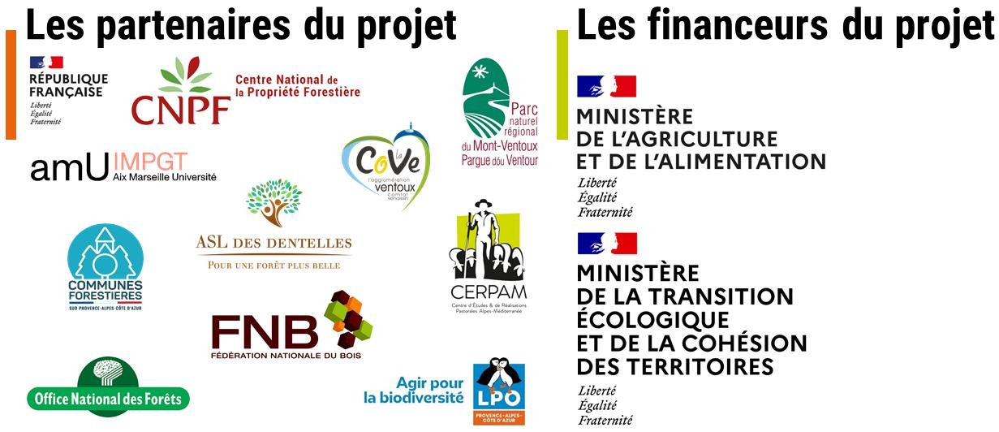 Les partenaires du projet
RÉPUBLIQUE
FRANÇAISE
Liberté
Égalité
Fraternité
CNPF
Centre National de
la Propriété Forestière
Parc
naturel
régional
du Mont-Ventoux
Pargue dóu Ventour
amU IMPGT
Aix Marseille Université
la
CoVe
l'agglomération
ventoux
comtat
venaissin
ASL DES DENTELLES
POUR UNE FORÊT PLUS BELLE
COMMUNES
FORESTIERES
SUD PROVENCE-ALPES-CÔTE D'AZUR
CERPAM
Centre d'Études & de Réalisations
Pastorales Alpes-Méditerranée
FNB
FÉDÉRATION NATIONALE DU BOIS
Office National des Forêts
Agir pour
la biodiversité
LPO
PROVENCE-ALPES-
CÔTE D'AZUR
Les financeurs du projet
MINISTÈRE
DE L'AGRICULTURE
ET DE L'ALIMENTATION
Liberté
Égalité
Fraternité
MINISTÈRE
DE LA TRANSITION
ÉCOLOGIQUE
ET DE LA COHÉSION
DES TERRITOIRES
Liberté
Égalité
Fraternité